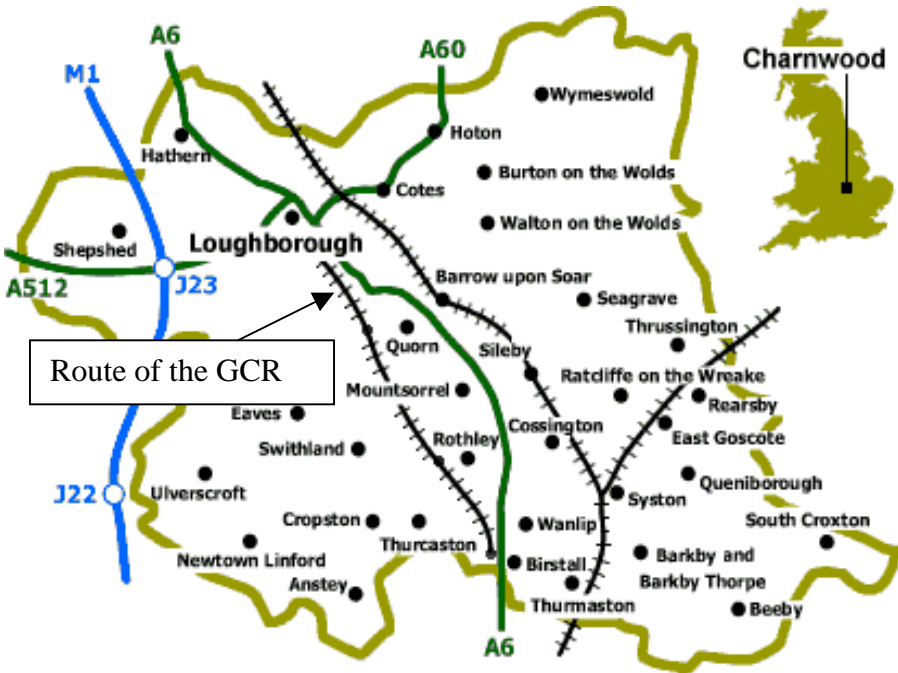 A6
A60
M1
Charnwood
Wymeswold
Hoton
Hathern
Burton on the Wolds
Cotes
Walton on the Wolds
Shepshed
Loughborough
A512
J23
Barrow upon Soar
Seagrave
Thrussington
Route of the GCR
Quorn
Sileby
Ratcliffe on the Wreake
Mountsorrel
Rearsby
Eaves
Cossington
East Goscote
Swithland
Rothley
Ulverscroft
Queniborough
J22
Syston
South Croxton
Cropston
Thurcaston
Wanlip
Newtown Linford
Birstall
Barkby and
Barkby Thorpe
Anstey
Thurmaston
Beeby
A6